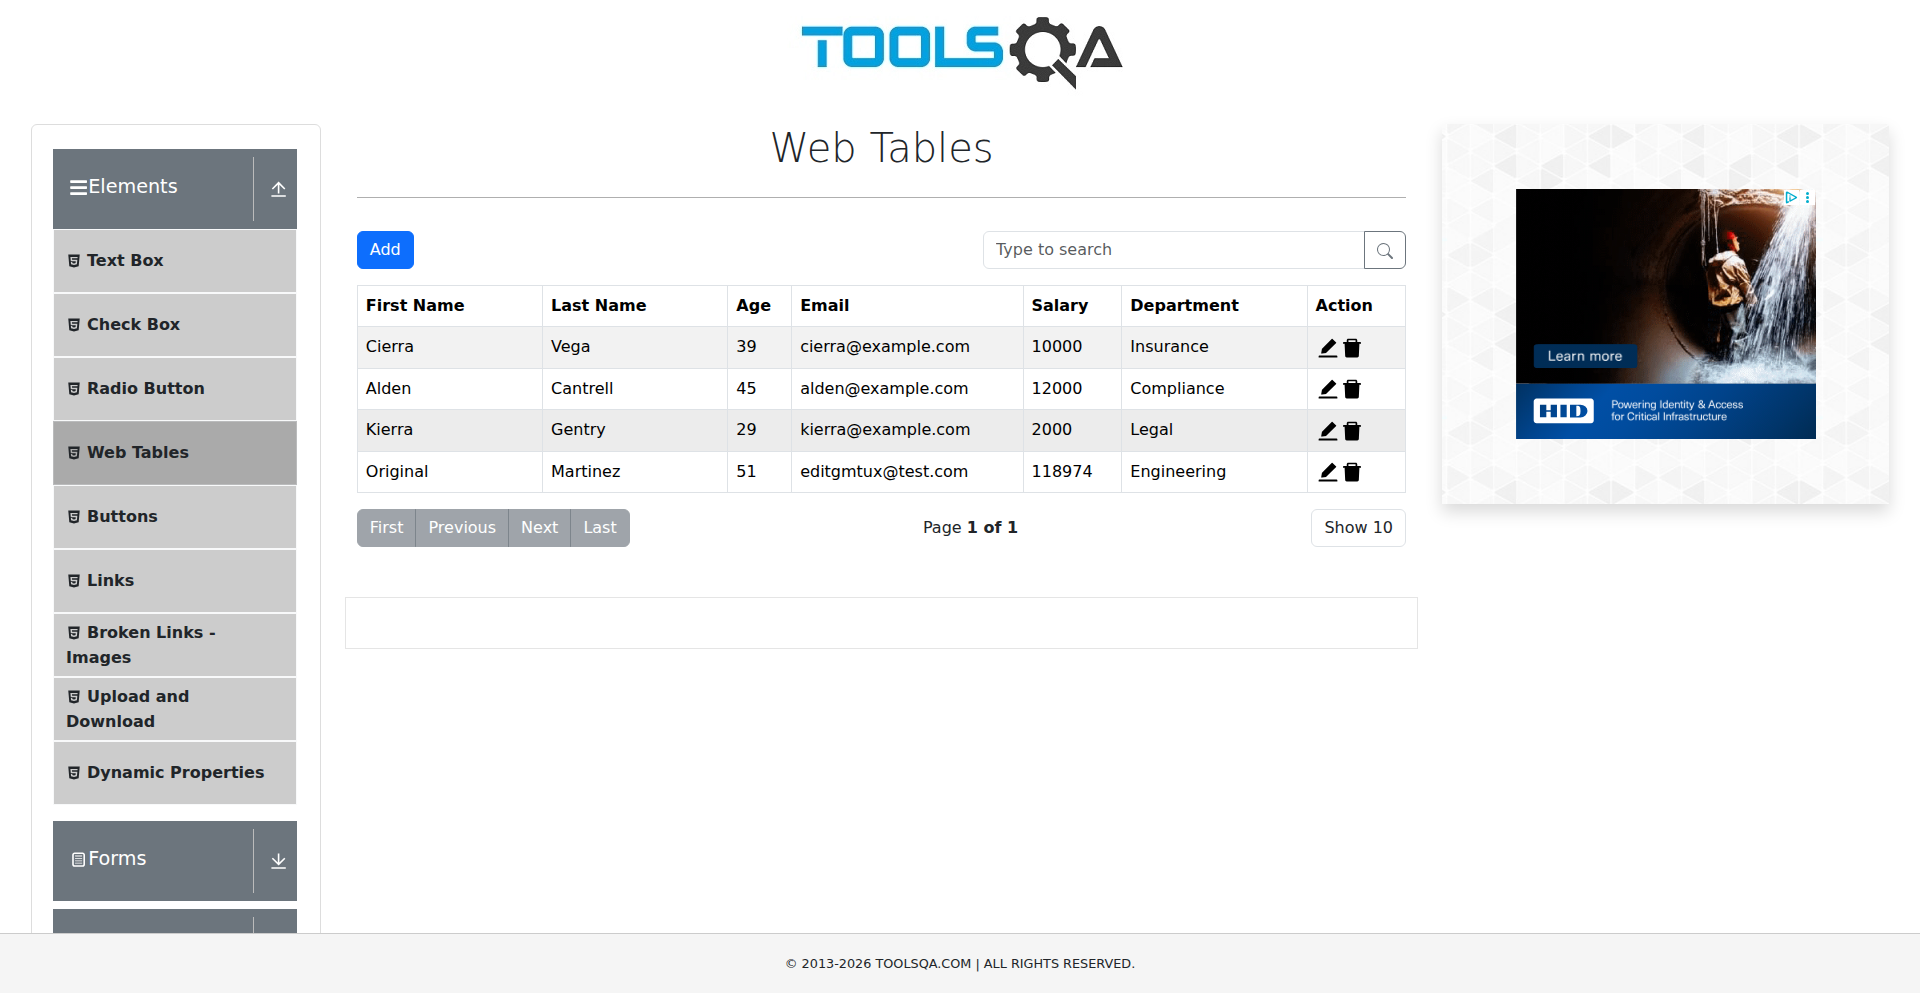 TOOLSQA
Web Tables
Elements
Text Box
Check Box
Radio Button
Web Tables
Buttons
Links
Broken Links -
Images
Upload and
Download
Dynamic Properties
Forms
Add
Type to search
First Name Last Name Age Email Salary Department Action
Cierra Vega 39 cierra@example.com 10000 Insurance
Alden Cantrell 45 alden@example.com 12000 Compliance
Kierra Gentry 29 kierra@example.com 2000 Legal
Original Martinez 51 editgmtux@test.com 118974 Engineering
First Previous Next Last
Page 1 of 1
Show 10
Learn more
HID
Powering Identity & Access
for Critical Infrastructure
© 2013-2026 TOOLSQA.COM | ALL RIGHTS RESERVED.